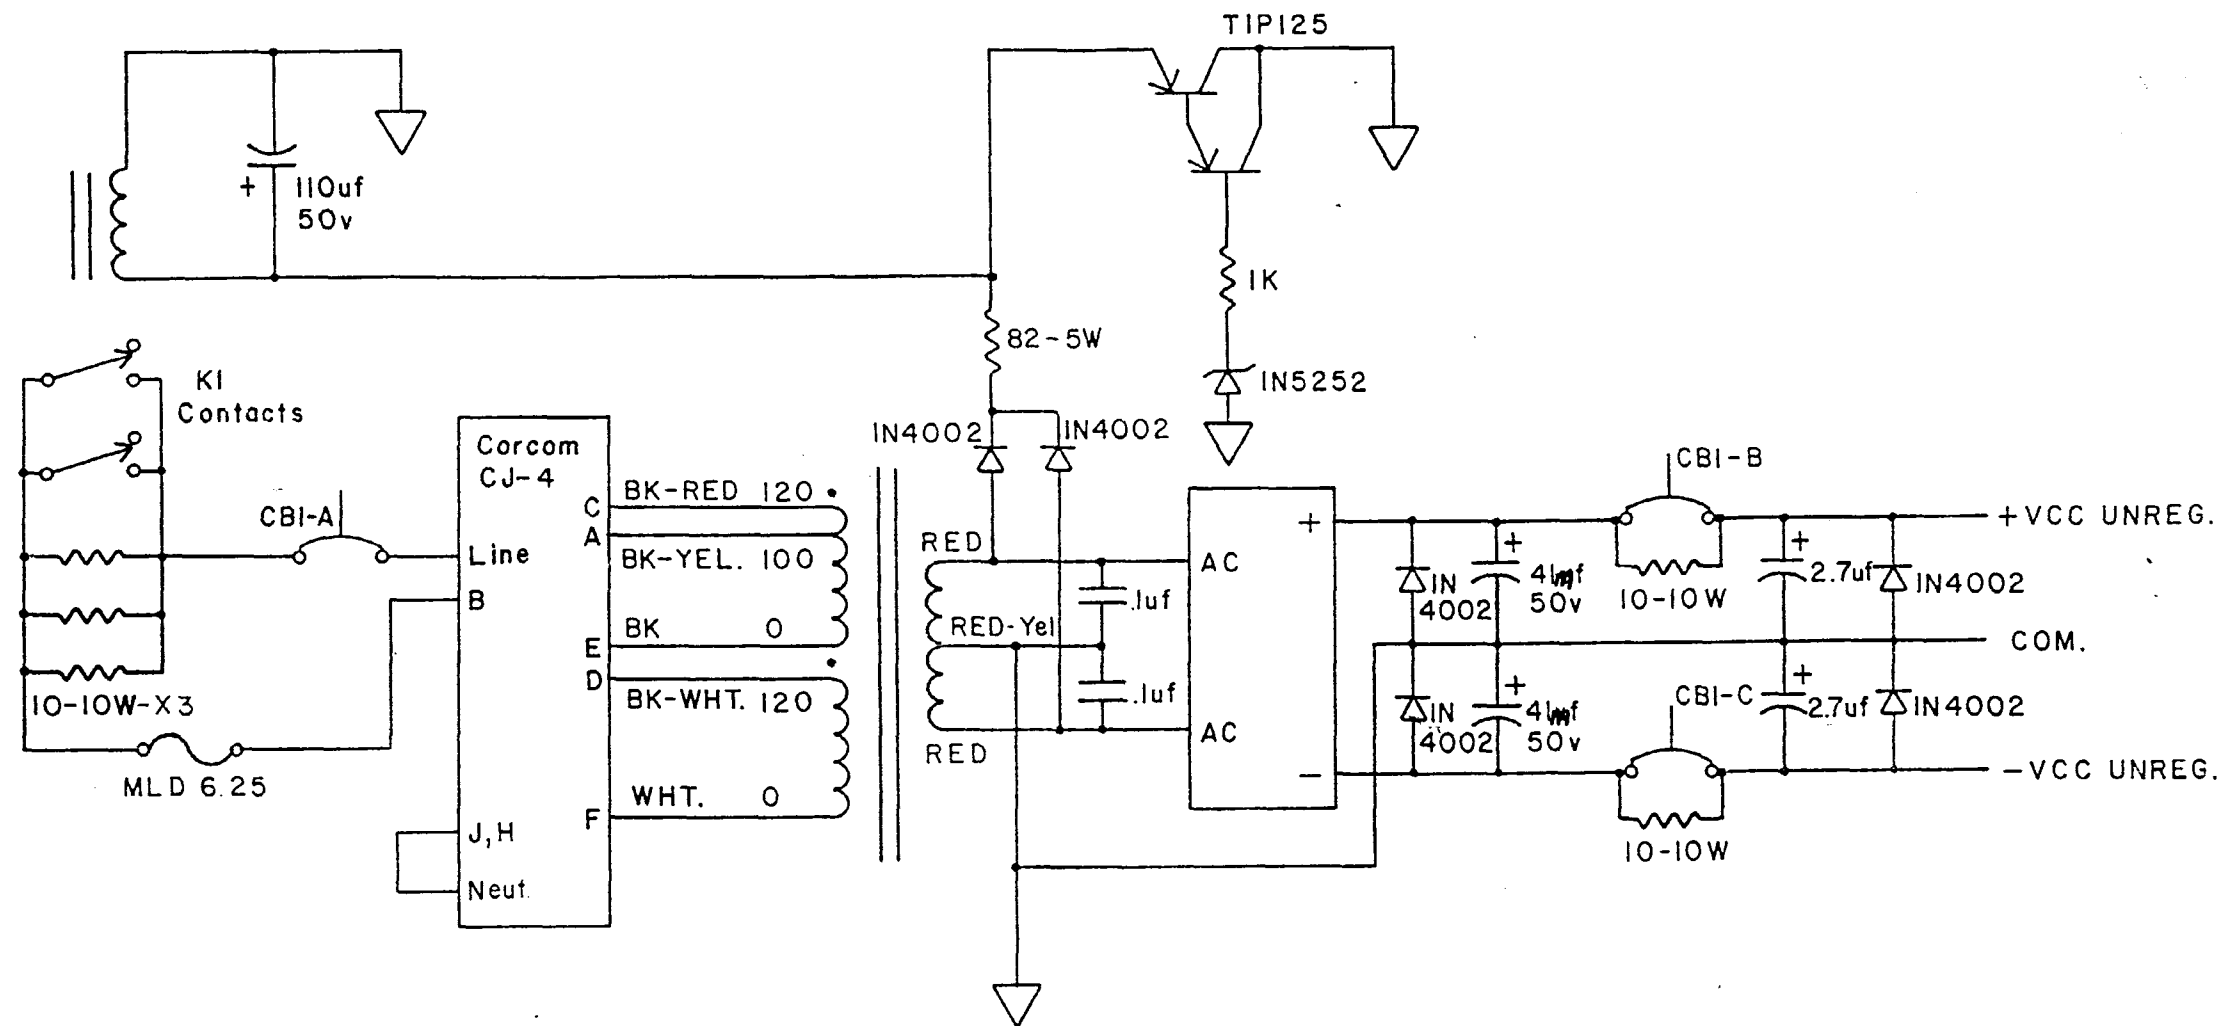 TIP125
+ 110uf
50v
1K
82-5W
IN5252
K1
Contacts
IN4002
IN4002
Corcom
CJ-4
CB1-B
BK-RED 120
C
CB1-A
+
+VCC UNREG.
A
RED
+
+
Line
BK-YEL. 100
AC
41mf
50v
2.7uf
IN4002
IN
4002
.1uf
10-10W
B
BK 0
RED-Yel
E
COM.
D
10-10W-X3
BK-WHT. 120
.1uf
+
CB1-C
+
IN
4002
41mf
50v
2.7uf
IN4002
AC
RED
-
-VCC UNREG.
MLD 6.25
WHT. 0
F
J,H
10-10W
Neut.